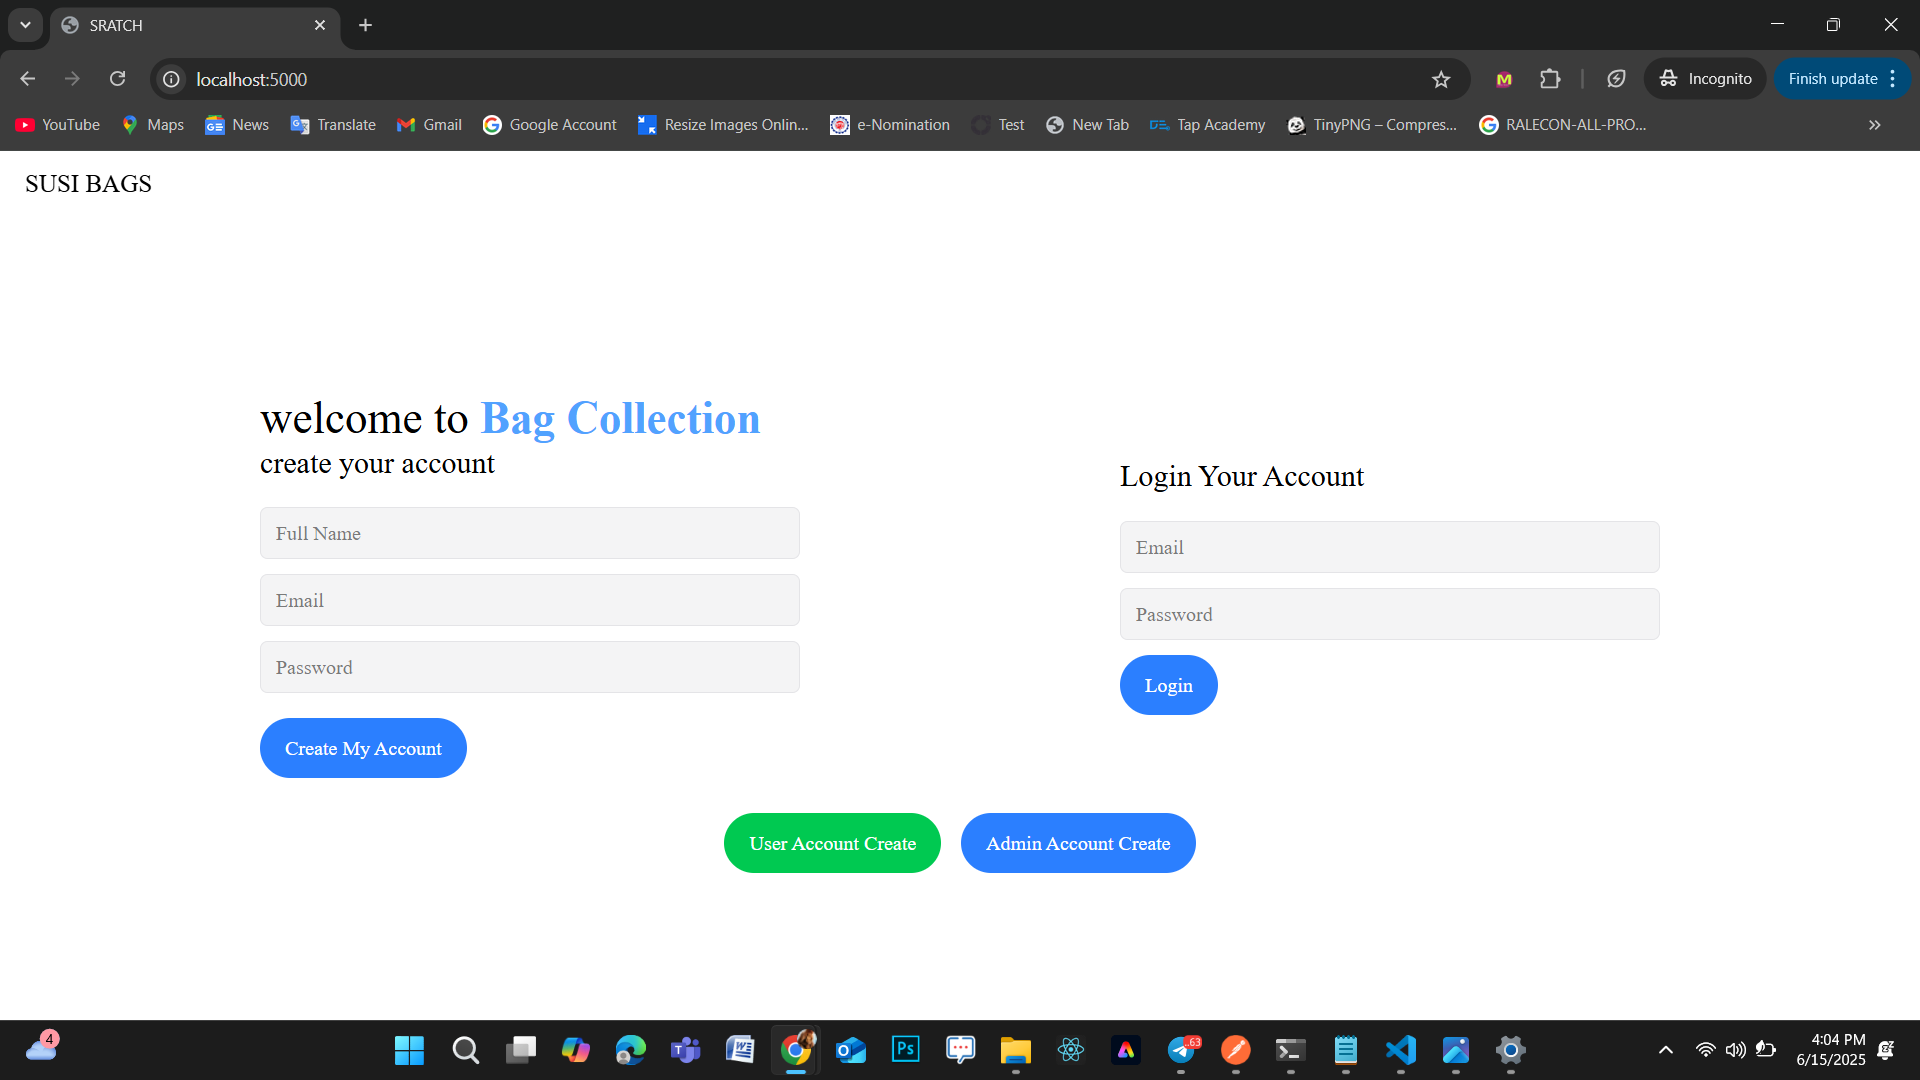 SRATCH
localhost:5000
Incognito
Finish update
YouTube
Maps
News
Translate
Gmail
Google Account
Resize Images Onlin...
e-Nomination
Test
New Tab
Tap Academy
TinyPNG – Compres...
RALECON-ALL-PRO...
SUSI BAGS
welcome to Bag Collection
create your account
Full Name
Email
Password
Create My Account
Login Your Account
Email
Password
Login
User Account Create
Admin Account Create
4
63
4:04 PM
6/15/2025